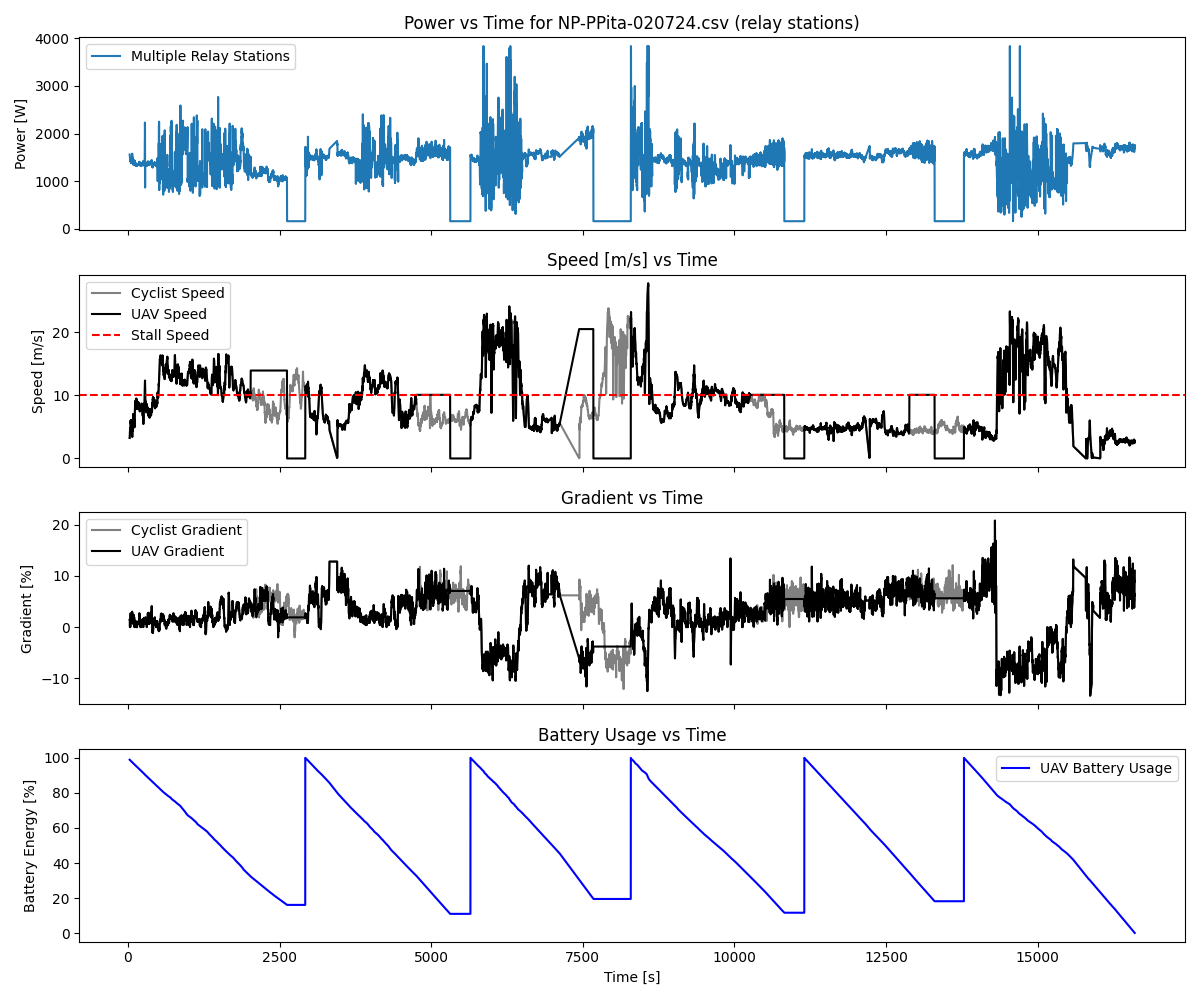 Power vs Time for NP-PPita-020724.csv (relay stations)
Power [W]
4000
3000
2000
1000
0
Multiple Relay Stations
Speed [m/s] vs Time
Speed [m/s]
20
10
0
Cyclist Speed
UAV Speed
Stall Speed
Gradient vs Time
Gradient [%]
20
10
0
−10
Cyclist Gradient
UAV Gradient
Battery Usage vs Time
Battery Energy [%]
100
80
60
40
20
0
UAV Battery Usage
0 2500 5000 7500 10000 12500 15000
Time [s]